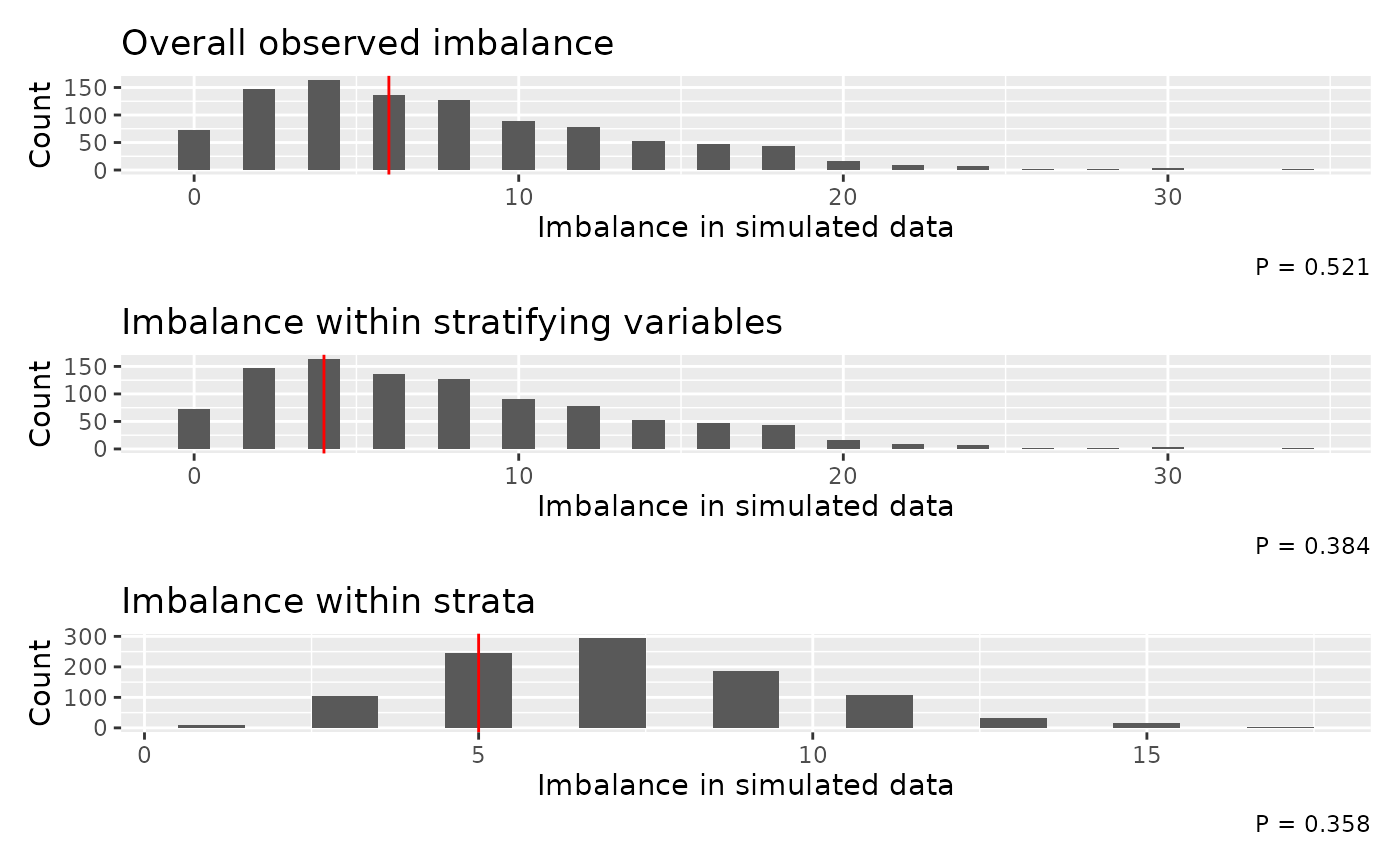 Overall observed imbalance
Count
150
100
50
0
0 10 20 30
Imbalance in simulated data
P = 0.521
Imbalance within stratifying variables
Count
150
100
50
0
0 10 20 30
Imbalance in simulated data
P = 0.384
Imbalance within strata
Count
300
200
100
0
0 5 10 15
Imbalance in simulated data
P = 0.358